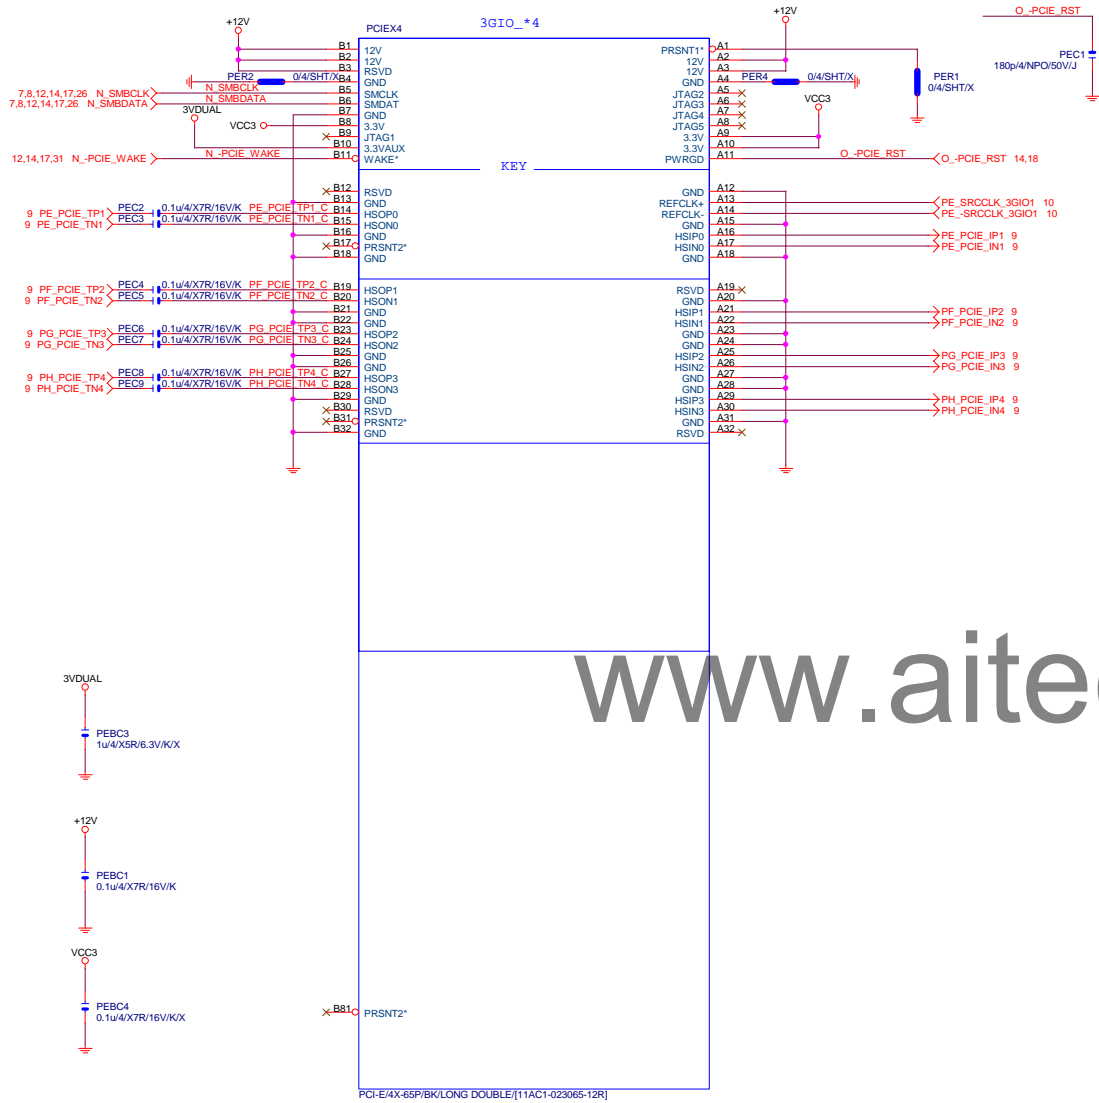 3GIO_*4
PCIEX4
+12V
+12V
O_-PCIE_RST
PEC1
180p/4/NPO/50V/J
B1 12V
B2 12V
B3 RSVD
PER2 0/4/SHT/X B4 GND
7,8,12,14,17,26 N_SMBCLK N_SMBCLK B5 SMCLK
7,8,12,14,17,26 N_SMBDATA N_SMBDATA B6 SMDAT
3VDUAL B7 GND
VCC3 B8 3.3V
B9 JTAG1
B10 3.3VAUX
12,14,17,31 N_-PCIE_WAKE N_-PCIE_WAKE B11 WAKE*
PRSNT1* A1
12V A2
12V A3
GND A4 PER4 0/4/SHT/X
PER1
0/4/SHT/X
JTAG2 A5
JTAG3 A6
JTAG4 A7
JTAG5 A8
VCC3
3.3V A9
3.3V A10
PWRGD A11 O_-PCIE_RST O_-PCIE_RST 14,18
KEY
B12 RSVD
B13 GND
9 PE_PCIE_TP1 PEC2 0.1u/4/X7R/16V/K PE_PCIE_TP1_C B14 HSOP0
9 PE_PCIE_TN1 PEC3 0.1u/4/X7R/16V/K PE_PCIE_TN1_C B15 HSON0
B16 GND
B17 PRSNT2*
B18 GND
GND A12
REFCLK+ A13 PE_SRCCLK_3GIO1 10
REFCLK- A14 PE_-SRCCLK_3GIO1 10
GND A15
HSIP0 A16 PE_PCIE_IP1 9
HSIN0 A17 PE_PCIE_IN1 9
GND A18
9 PF_PCIE_TP2 PEC4 0.1u/4/X7R/16V/K PF_PCIE_TP2_C B19 HSOP1
9 PF_PCIE_TN2 PEC5 0.1u/4/X7R/16V/K PF_PCIE_TN2_C B20 HSON1
B21 GND
B22 GND
9 PG_PCIE_TP3 PEC6 0.1u/4/X7R/16V/K PG_PCIE_TP3_C B23 HSOP2
9 PG_PCIE_TN3 PEC7 0.1u/4/X7R/16V/K PG_PCIE_TN3_C B24 HSON2
B25 GND
B26 GND
9 PH_PCIE_TP4 PEC8 0.1u/4/X7R/16V/K PH_PCIE_TP4_C B27 HSOP3
9 PH_PCIE_TN4 PEC9 0.1u/4/X7R/16V/K PH_PCIE_TN4_C B28 HSON3
B29 GND
B30 RSVD
B31 PRSNT2*
B32 GND
RSVD A19
GND A20
HSIP1 A21 PF_PCIE_IP2 9
HSIN1 A22 PF_PCIE_IN2 9
GND A23
GND A24
HSIP2 A25 PG_PCIE_IP3 9
HSIN2 A26 PG_PCIE_IN3 9
GND A27
GND A28
HSIP3 A29 PH_PCIE_IP4 9
HSIN3 A30 PH_PCIE_IN4 9
GND A31
RSVD A32
www.aite
3VDUAL
PEBC3
1u/4/X5R/6.3V/K/X
+12V
PEBC1
0.1u/4/X7R/16V/K
VCC3
PEBC4
0.1u/4/X7R/16V/K/X
B81 PRSNT2*
PCI-E/4X-65P/BK/LONG DOUBLE/[11AC1-023065-12R]